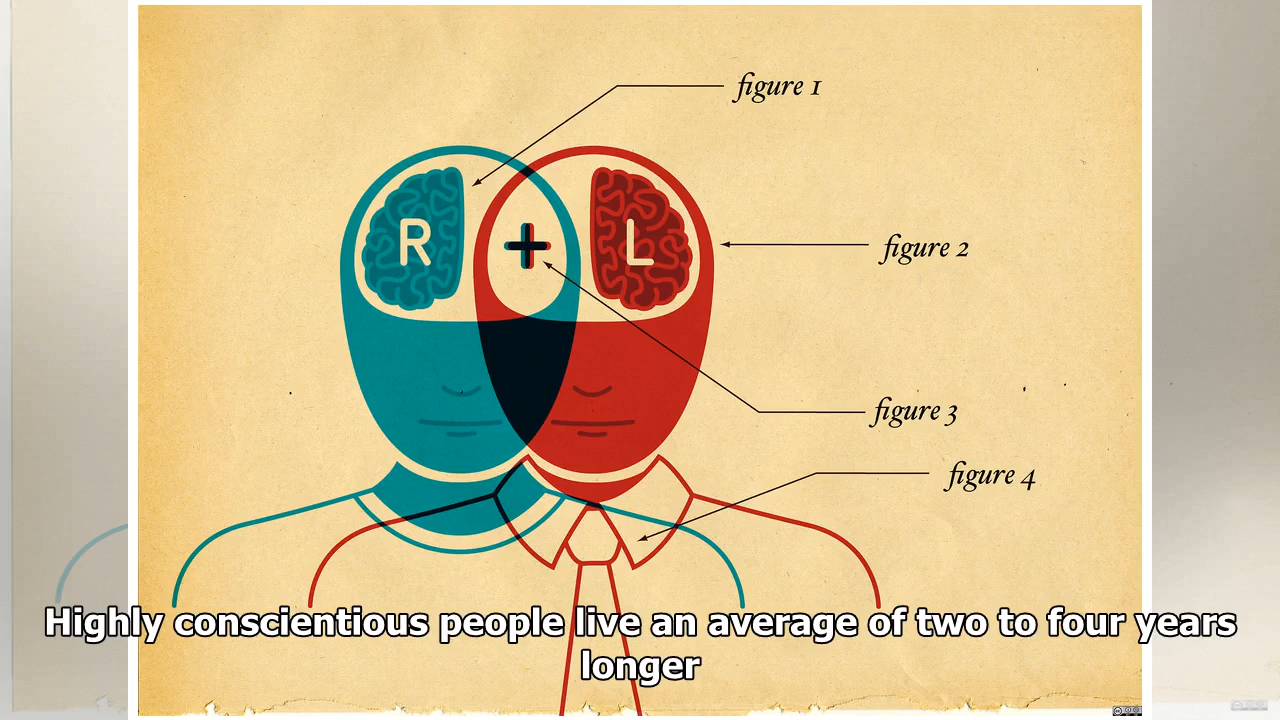 figure 1
R
+
L
figure 2
figure 3
figure 4
Highly conscientious people live an average of two to four years
longer